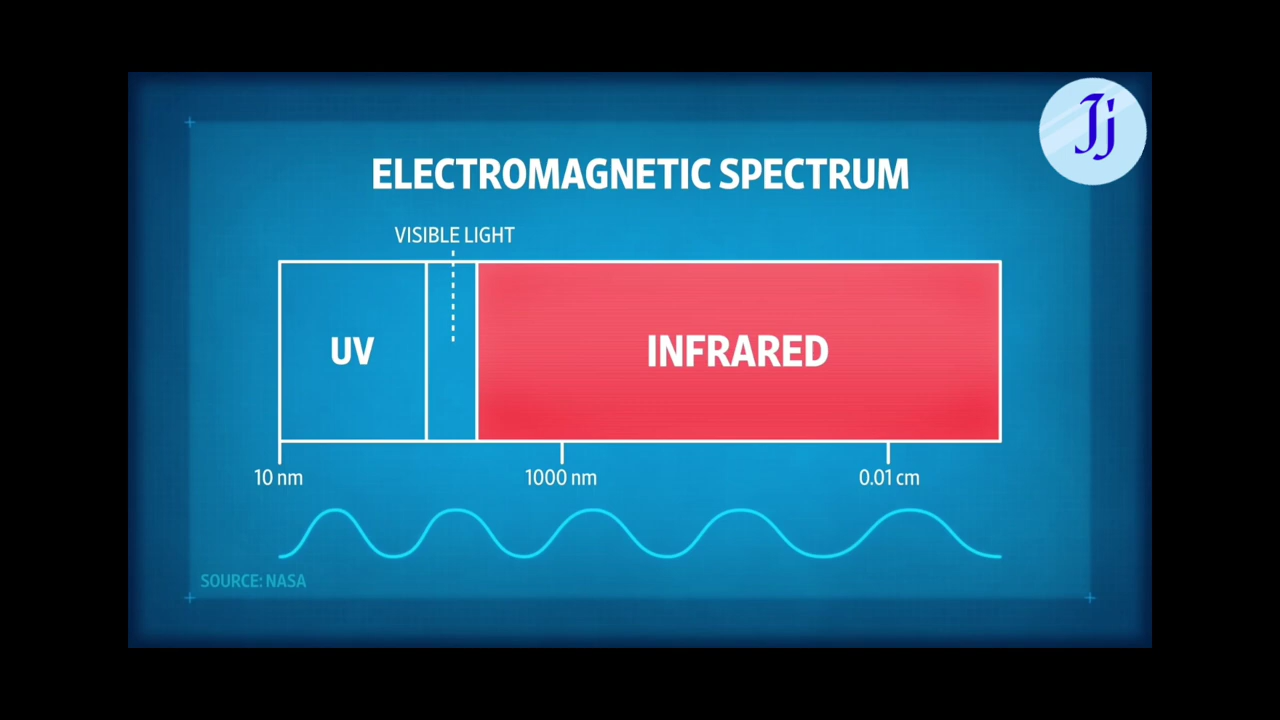 Jj
ELECTROMAGNETIC SPECTRUM
VISIBLE LIGHT
UV
INFRARED
10 nm
1000 nm
0.01 cm
SOURCE: NASA